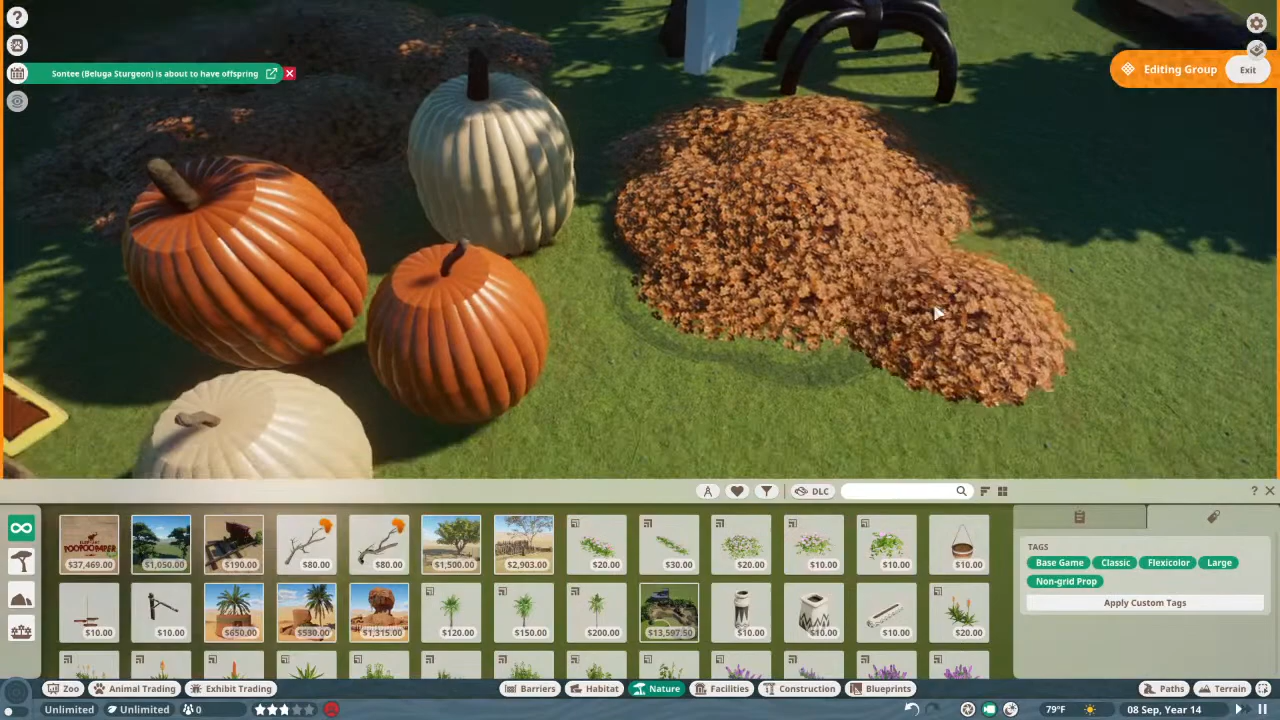 ?
Sontee (Beluga Sturgeon) is about to have offspring
Editing Group
Exit
DLC
?
ELEPHANT
POOPOOPAPER
$37,469.00
$1,050.00
$190.00
$80.00
$80.00
$1,500.00
$2,903.00
$20.00
$30.00
$20.00
$10.00
$10.00
$10.00
$10.00
$10.00
$650.00
$530.00
$1,315.00
$120.00
$150.00
$200.00
$13,597.50
$10.00
$10.00
$10.00
$20.00
TAGS
Base Game
Classic
Flexicolor
Large
Non-grid Prop
Apply Custom Tags
Zoo
Animal Trading
Exhibit Trading
Barriers
Habitat
Nature
Facilities
Construction
Blueprints
Paths
Terrain
Unlimited
Unlimited
0
79°F
08 Sep, Year 14